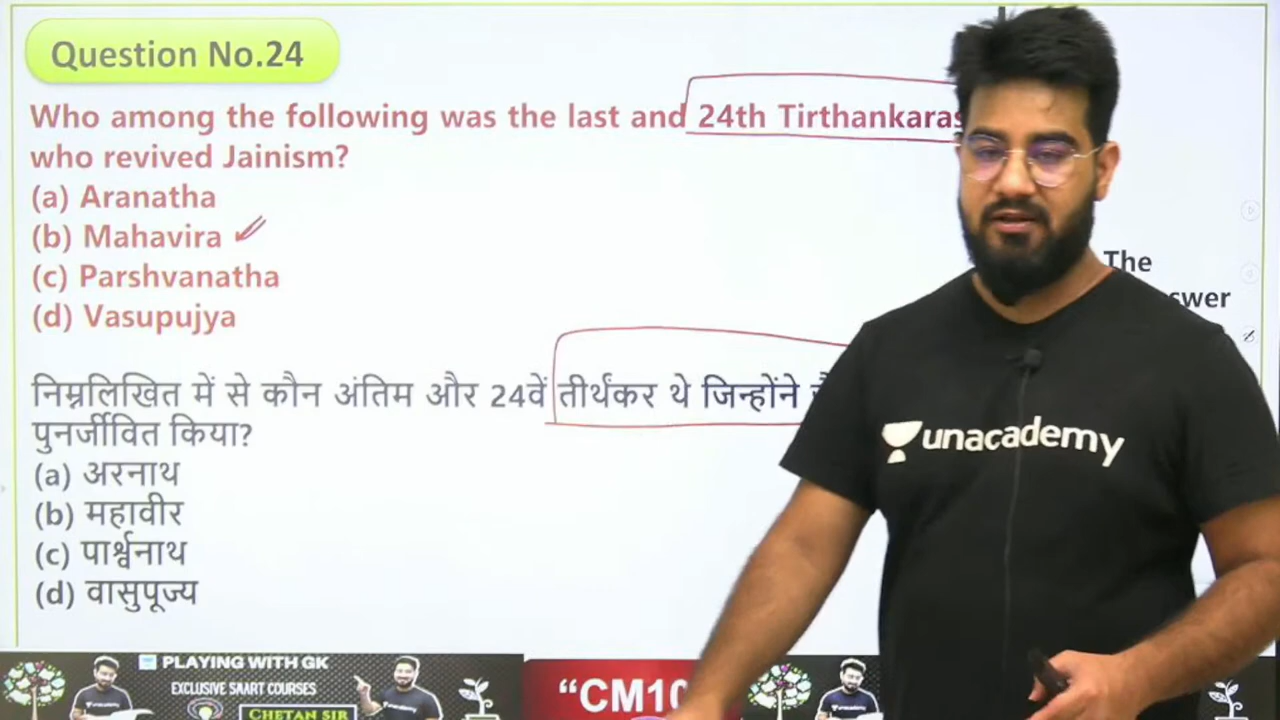 Question No.24
Who among the following was the last and 24th Tirthankaras
who revived Jainism?
(a) Aranatha
(b) Mahavira
(c) Parshvanatha
(d) Vasupujya
The
swer
निम्नलिखित में से कौन अंतिम और 24वें तीर्थंकर थे जिन्होंने
पुनर्जीवित किया?
(a) अरनाथ
(b) महावीर
(c) पार्श्वनाथ
(d) वासुपूज्य
unacademy
PLAYING WITH GK
EXCLUSIVE SAART COURSES
CHETAN SIR
“CM10